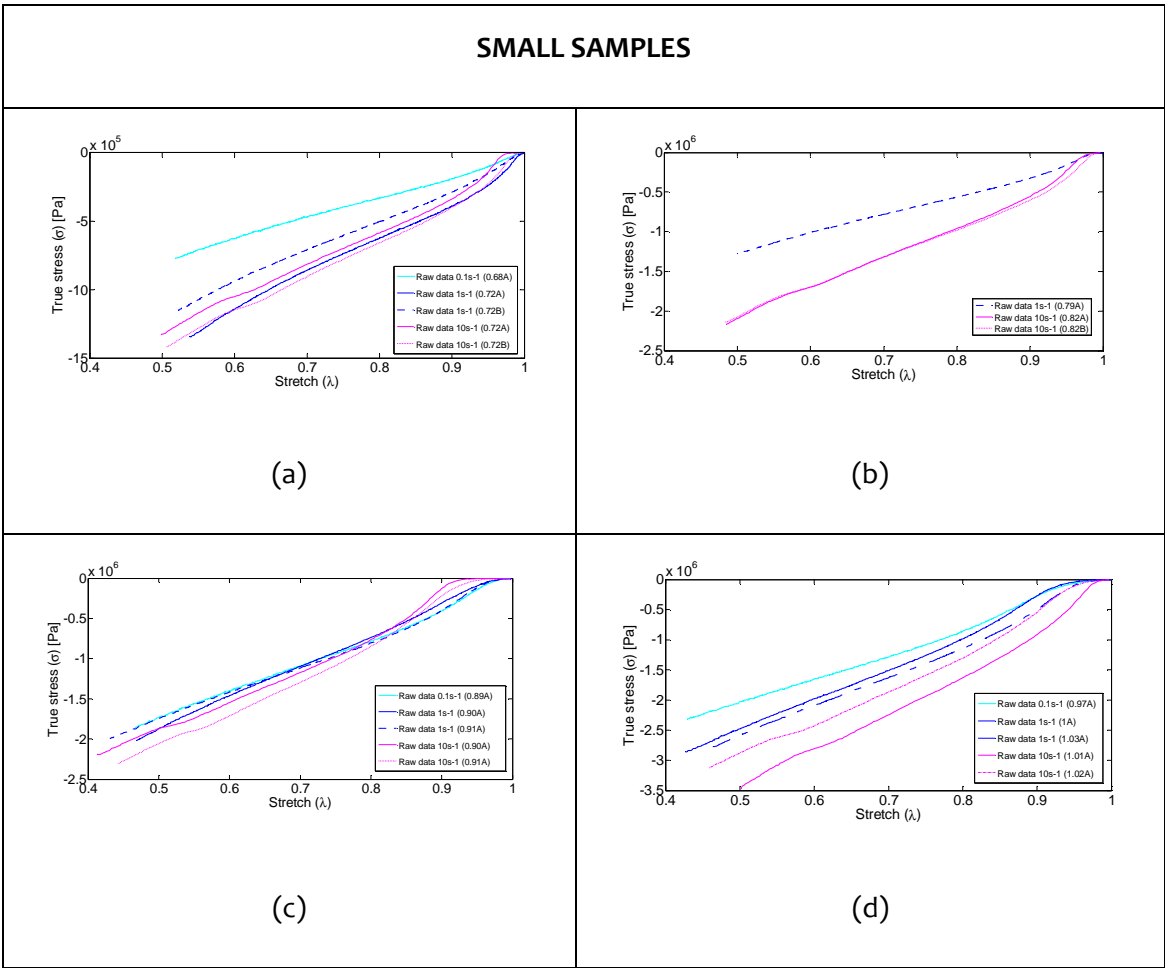 SMALL SAMPLES
x 10^5
0
-5
-10
-15
0.4 0.5 0.6 0.7 0.8 0.9 1
True stress (σ) [Pa]
Stretch (λ)
Raw data 0.1s-1 (0.68A)
Raw data 1s-1 (0.72A)
Raw data 1s-1 (0.72B)
Raw data 10s-1 (0.72A)
Raw data 10s-1 (0.72B)
(a)
x 10^6
0
-0.5
-1
-1.5
-2
-2.5
0.4 0.5 0.6 0.7 0.8 0.9 1
True stress (σ) [Pa]
Stretch (λ)
Raw data 1s-1 (0.79A)
Raw data 10s-1 (0.82A)
Raw data 10s-1 (0.82B)
(b)
x 10^6
0
-0.5
-1
-1.5
-2
-2.5
0.4 0.5 0.6 0.7 0.8 0.9 1
True stress (σ) [Pa]
Stretch (λ)
Raw data 0.1s-1 (0.89A)
Raw data 1s-1 (0.90A)
Raw data 1s-1 (0.91A)
Raw data 10s-1 (0.90A)
Raw data 10s-1 (0.91A)
(c)
x 10^6
0
-0.5
-1
-1.5
-2
-2.5
-3
-3.5
0.4 0.5 0.6 0.7 0.8 0.9 1
True stress (σ) [Pa]
Stretch (λ)
Raw data 0.1s-1 (0.97A)
Raw data 1s-1 (1A)
Raw data 1s-1 (1.03A)
Raw data 10s-1 (1.01A)
Raw data 10s-1 (1.02A)
(d)